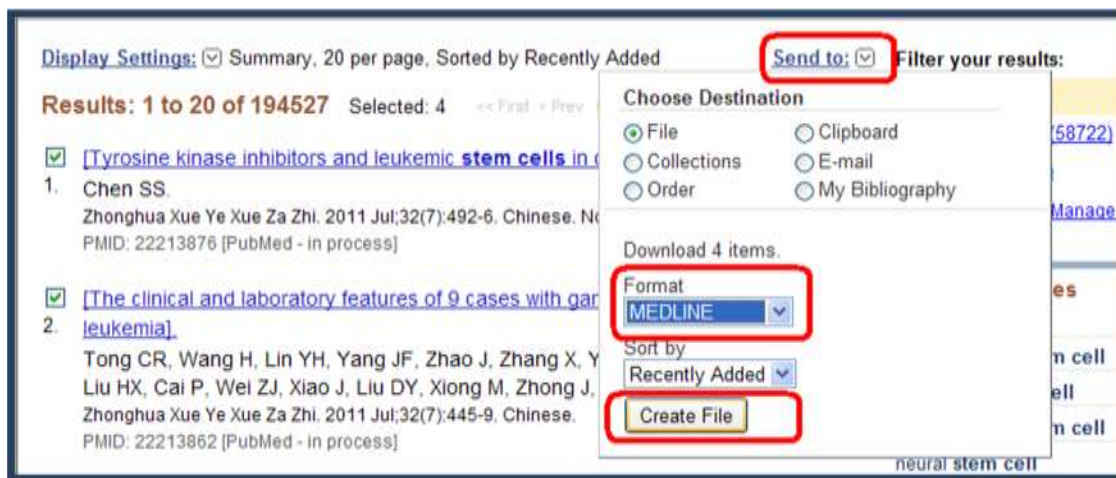 Display Settings: Summary, 20 per page, Sorted by Recently Added
Send to:
Filter your results:
Results: 1 to 20 of 194527 Selected: 4 << First < Prev
[Tyrosine kinase inhibitors and leukemic stem cells in
1. Chen SS.
Zhonghua Xue Ye Xue Za Zhi. 2011 Jul;32(7):492-6. Chinese.
PMID: 22213876 [PubMed - in process]
[The clinical and laboratory features of 9 cases with
2. leukemia].
Tong CR, Wang H, Lin YH, Yang JF, Zhao J, Zhang X, Y
Liu HX, Cai P, Wei ZJ, Xiao J, Liu DY, Xiong M, Zhong J,
Zhonghua Xue Ye Xue Za Zhi. 2011 Jul;32(7):445-9. Chinese.
PMID: 22213862 [PubMed - in process]
Choose Destination
File Clipboard
Collections E-mail
Order My Bibliography
Download 4 items.
Format
MEDLINE
Sort by
Recently Added
Create File
(58722)
Manage
es
cell
ell
cell
neural stem cell